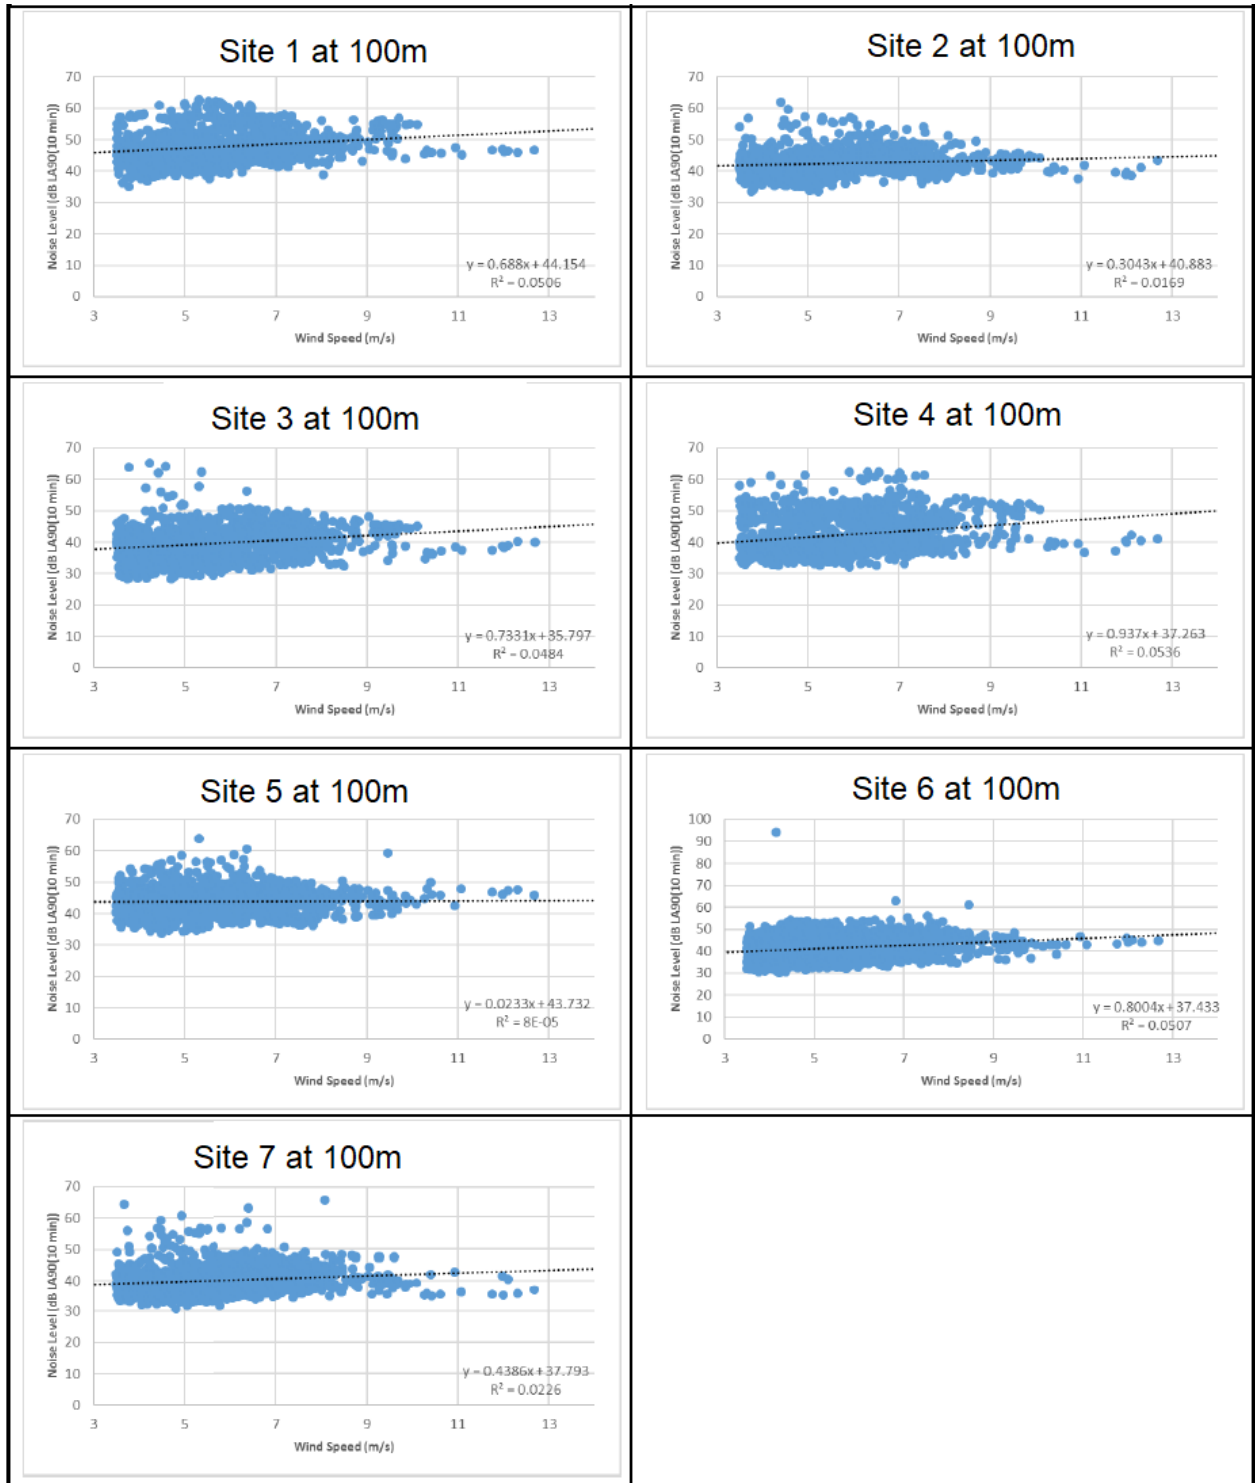 Site 1 at 100m
70
60
50
40
30
20
10
0
Noise Level (dB LA90(10 min))
y = 0.688x + 44.154
R² = 0.0506
3 5 7 9 11 13
Wind Speed (m/s)
Site 2 at 100m
70
60
50
40
30
20
10
0
Noise Level (dB LA90(10 min))
y = 0.3043x + 40.883
R² = 0.0169
3 5 7 9 11 13
Wind Speed (m/s)
Site 3 at 100m
70
60
50
40
30
20
10
0
Noise Level (dB LA90(10 min))
y = 0.7331x + 35.797
R² = 0.0484
3 5 7 9 11 13
Wind Speed (m/s)
Site 4 at 100m
70
60
50
40
30
20
10
0
Noise Level (dB LA90(10 min))
y = 0.937x + 37.263
R² = 0.0536
3 5 7 9 11 13
Wind Speed (m/s)
Site 5 at 100m
70
60
50
40
30
20
10
0
Noise Level (dB LA90(10 min))
y = 0.0233x + 43.732
R² = 8E-05
3 5 7 9 11 13
Wind Speed (m/s)
Site 6 at 100m
100
90
80
70
60
50
40
30
20
10
0
Noise Level (dB LA90(10 min))
y = 0.8004x + 37.433
R² = 0.0507
3 5 7 9 11 13
Wind Speed (m/s)
Site 7 at 100m
70
60
50
40
30
20
10
0
Noise Level (dB LA90(10 min))
y = 0.4386x + 37.793
R² = 0.0226
3 5 7 9 11 13
Wind Speed (m/s)